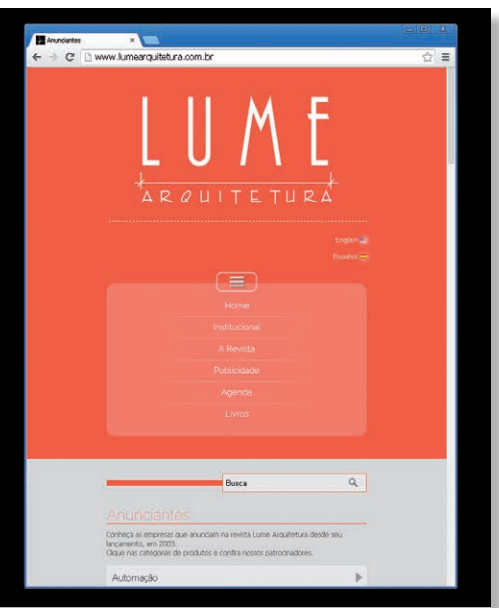 Anunciantes
www.lumearquitetura.com.br
LUME
ARQUITETURA
English
Español
Home
Institucional
A Revista
Publicidade
Agenda
Livros
Busca
Anunciantes
Conheça as empresas que anunciam na revista Lume Arquitetura desde seu
lançamento, em 2003.
Clique nas categorias de produtos e confira nossos patrocinadores.
Automação